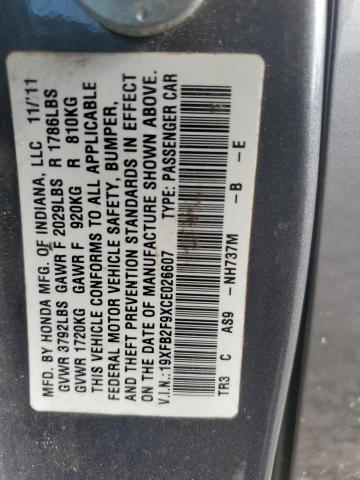 MFD. BY HONDA MFG. OF INDIANA, LLC 11/'11
GVWR 3792LBS GAWR F 2029LBS R 1786LBS
GVWR 1720KG GAWR F 920KG R 810KG
THIS VEHICLE CONFORMS TO ALL APPLICABLE
FEDERAL MOTOR VEHICLE SAFETY, BUMPER,
AND THEFT PREVENTION STANDARDS IN EFFECT
ON THE DATE OF MANUFACTURE SHOWN ABOVE.
V.I.N.:19XFB2F9XCE026607 TYPE: PASSENGER CAR
TR3 C AS9 -NH737M -B -E